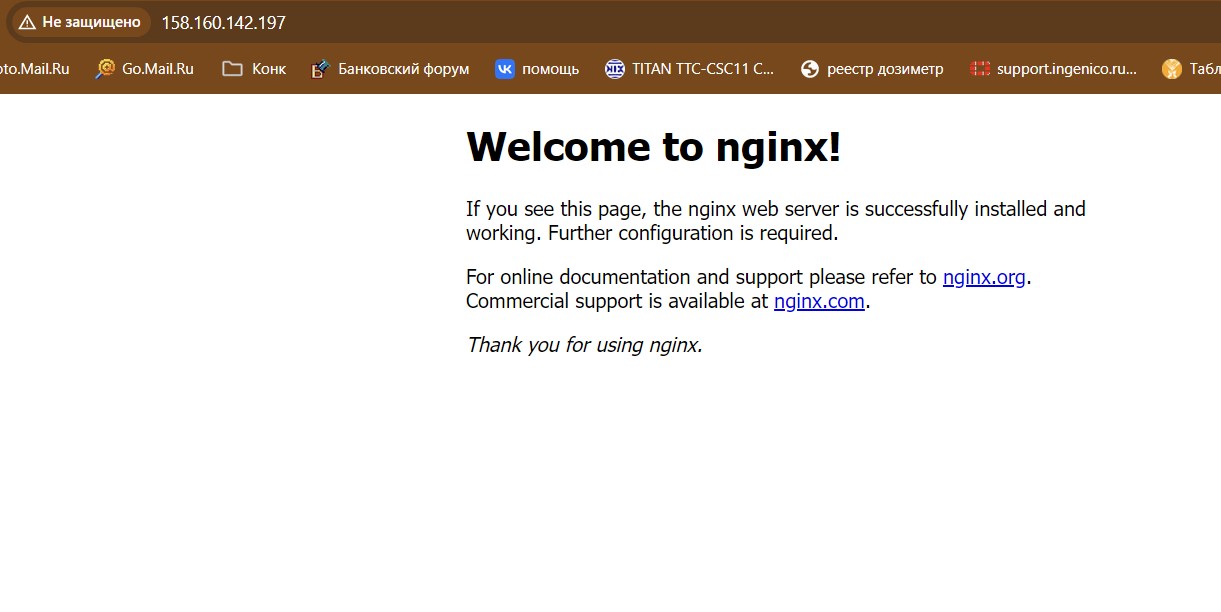 Не защищено 158.160.142.197
oto.Mail.Ru Go.Mail.Ru Конк Банковский форум помощь TITAN TTC-CSC11 C... реестр дозиметр support.ingenico.ru... Табл
Welcome to nginx!
If you see this page, the nginx web server is successfully installed and
working. Further configuration is required.
For online documentation and support please refer to nginx.org.
Commercial support is available at nginx.com.
Thank you for using nginx.